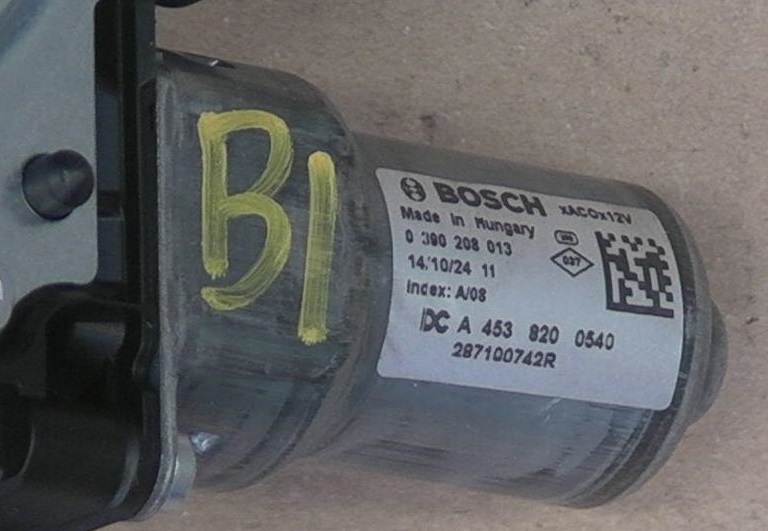 B1
BOSCH xACOx12V
Made in Hungary
0 390 208 013
037
14/10/24 11
Index: A/08
DC A 453 820 0540
287100742R